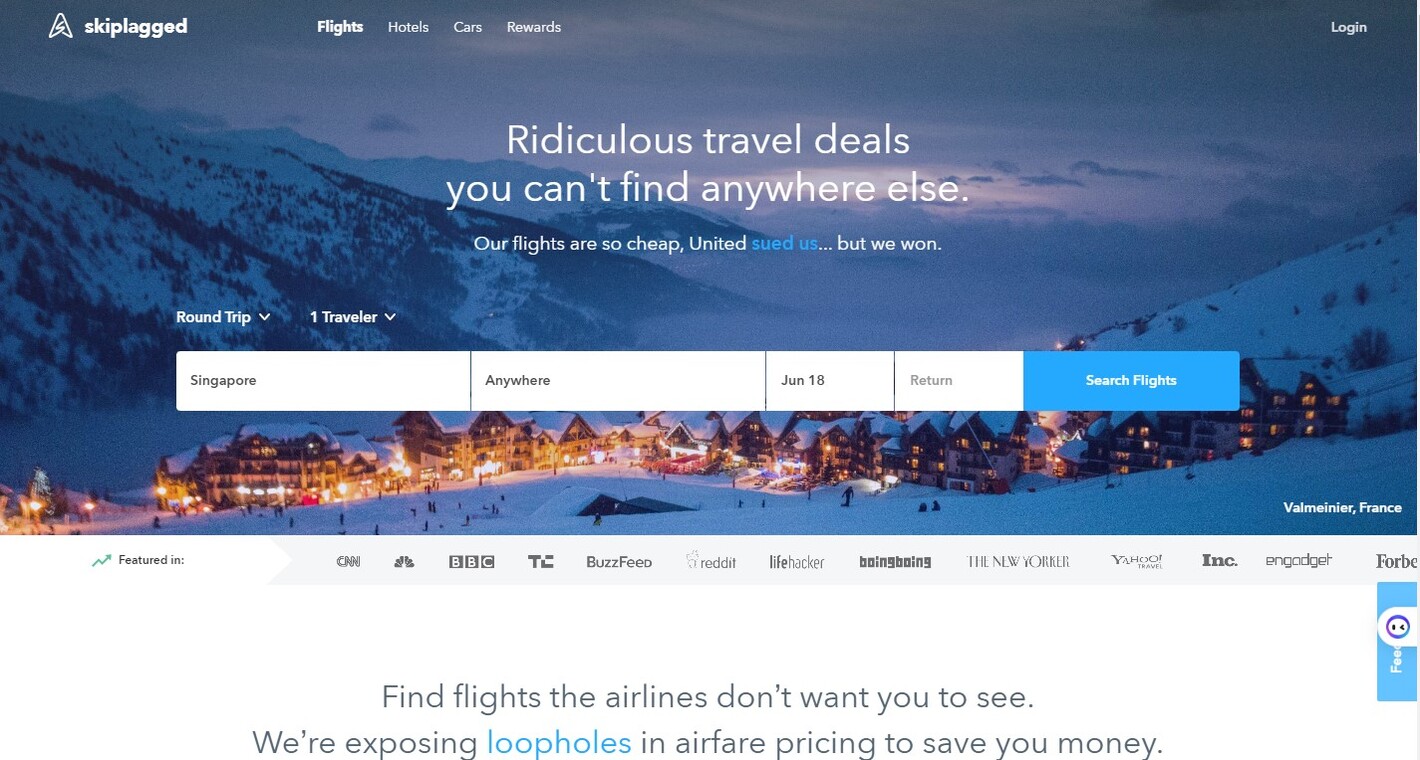 skiplagged
Flights
Hotels
Cars
Rewards
Login
Ridiculous travel deals
you can't find anywhere else.
Our flights are so cheap, United sued us... but we won.
Round Trip
1 Traveler
Singapore
Anywhere
Jun 18
Return
Search Flights
Valmeinier, France
Featured in:
CNN
BBC
TC
BuzzFeed
reddit
lifehacker
boingboing
THE NEW YORKER
YAHOO!
TRAVEL
Inc.
engadget
Forbe
Feed
Find flights the airlines don’t want you to see.
We’re exposing loopholes in airfare pricing to save you money.